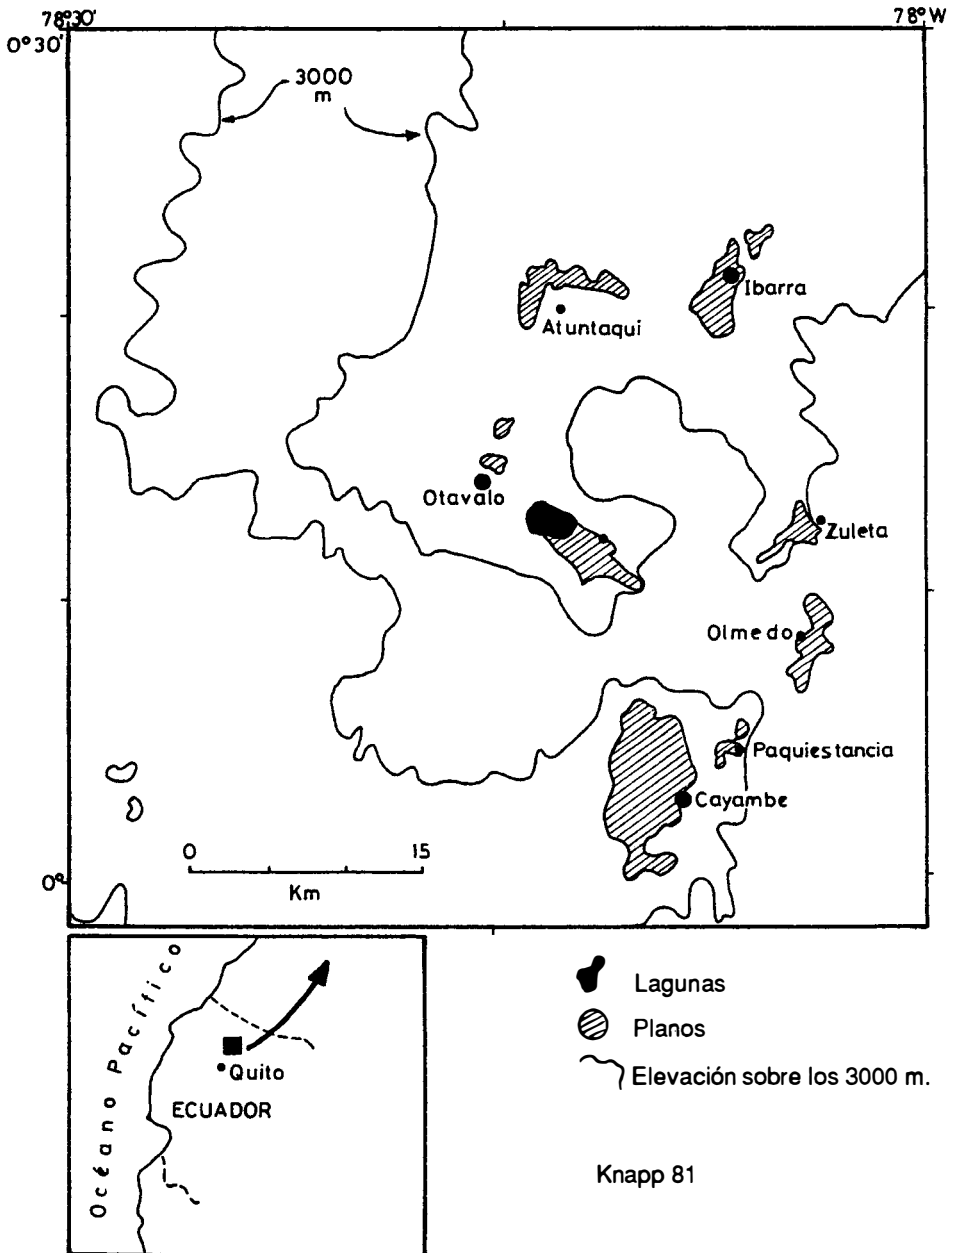 78°30'
78°W
0°30'
3000
m
Ibarra
Atuntaqui
Otavalo
Zuleta
Olmedo
Paquiestancia
Cayambe
0 15
Km
0°
Océano Pacífico
Quito
ECUADOR
Lagunas
Planos
Elevación sobre los 3000 m.
Knapp 81